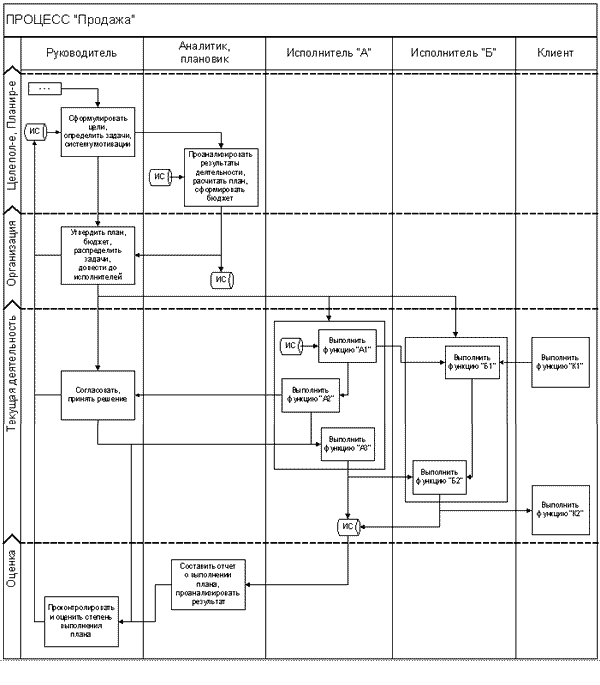 ПРОЦЕСС "Продажа"
Руководитель
Аналитик,
плановик
Исполнитель "А"
Исполнитель "Б"
Клиент
Целепол-е, Планир-е
. . .
ИС
Сформулировать
цели,
определить задачи,
систему мотивации
ИС
Проанализировать
результаты
деятельности,
расчитать план,
сформировать
бюджет
Организация
Утвердить план,
бюджет,
распределить
задачи,
довести до
исполнителей
ИС
Текущая деятельность
ИС
Выполнить
функцию "А1"
Выполнить
функцию "Б1"
Выполнить
функцию "К1"
Согласовать,
принять решение
Выполнить
функцию "А2"
Выполнить
функцию "А3"
Выполнить
функцию "Б2"
Выполнить
функцию "К2"
ИС
Оценка
Составить отчет
о выполнении
плана,
проанализировать
результат
Проконтролировать
и оценить степень
выполнения
плана